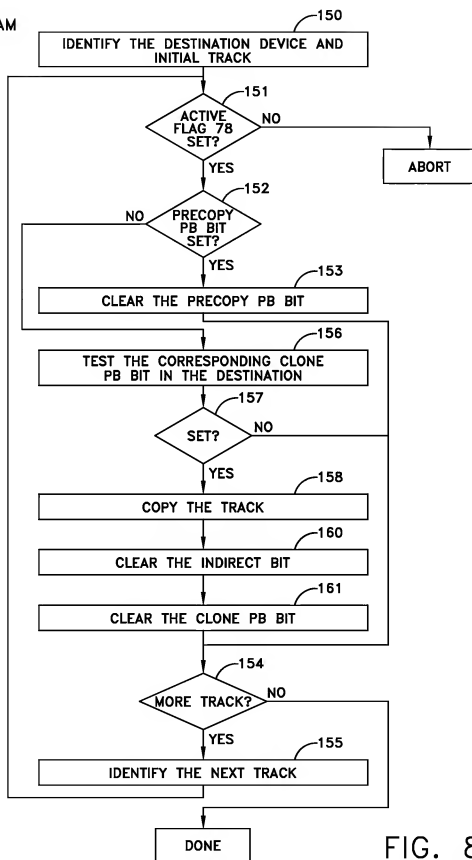 AM
150
IDENTIFY THE DESTINATION DEVICE AND
INITIAL TRACK
151
ACTIVE
FLAG 78
SET?
NO
ABORT
YES
152
NO
PRECOPY
PB BIT
SET?
YES
153
CLEAR THE PRECOPY PB BIT
156
TEST THE CORRESPONDING CLONE
PB BIT IN THE DESTINATION
157
SET?
NO
YES
158
COPY THE TRACK
160
CLEAR THE INDIRECT BIT
161
CLEAR THE CLONE PB BIT
154
MORE TRACK?
NO
YES
155
IDENTIFY THE NEXT TRACK
DONE
FIG. 8